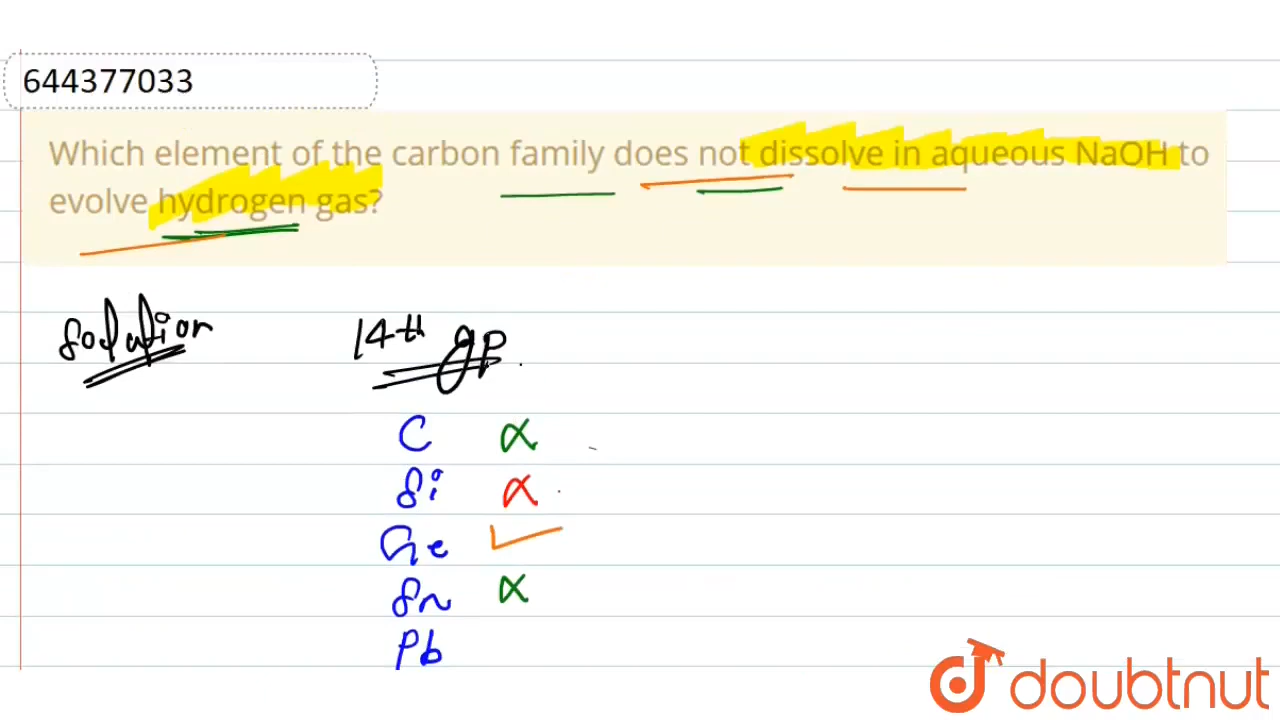 644377033
Which element of the carbon family does not dissolve in aqueous NaOH to
evolve hydrogen gas?
Solution 14th gp.
C
Si
Ge ✓
Sn
Pb
doubtnut